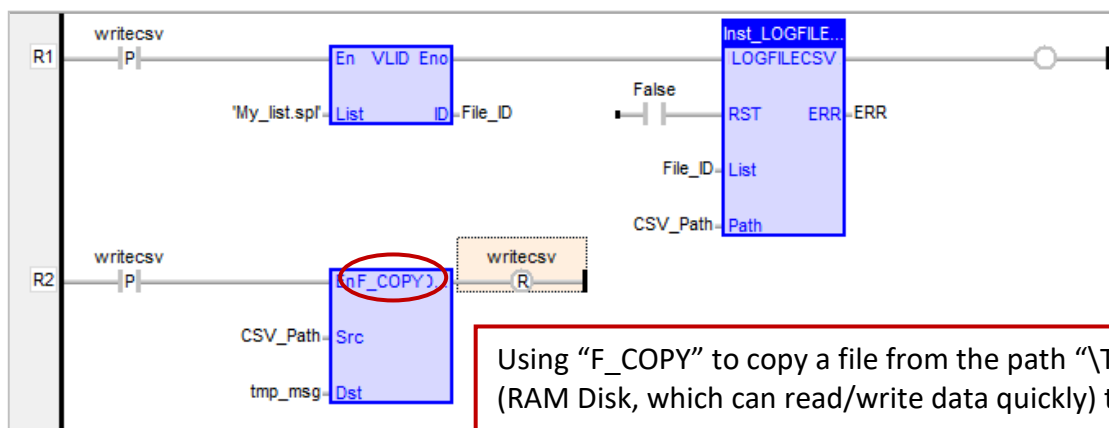 writecsv
R1
P
En VLID Eno
'My_list.spl' List ID File_ID
Inst_LOGFILE...
LOGFILECSV
False
RST ERR ERR
File_ID List
CSV_Path Path
writecsv
R2
P
En F_COPY
writecsv
R
CSV_Path Src
tmp_msg Dst
Using “F_COPY” to copy a file from the path “\T
(RAM Disk, which can read/write data quickly) t